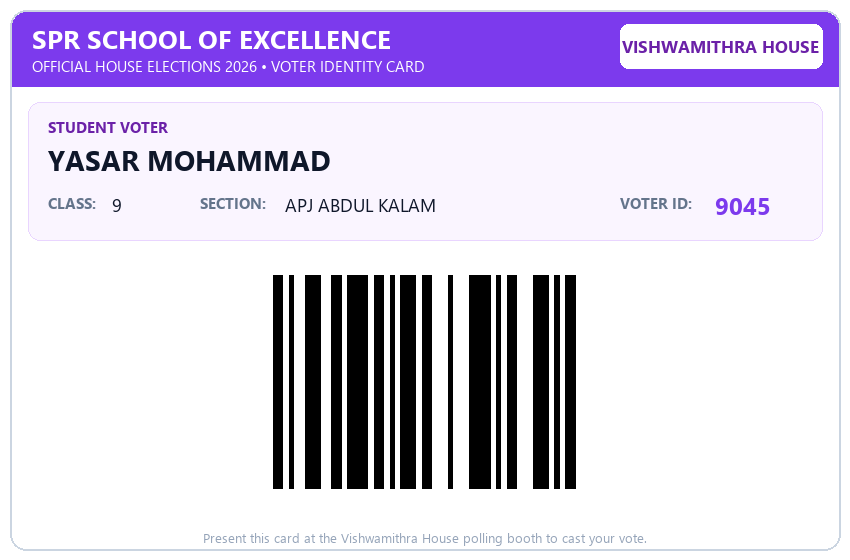 SPR SCHOOL OF EXCELLENCE
OFFICIAL HOUSE ELECTIONS 2026 • VOTER IDENTITY CARD
VISHWAMITHRA HOUSE
STUDENT VOTER
YASAR MOHAMMAD
CLASS: 9 SECTION: APJ ABDUL KALAM VOTER ID: 9045
Present this card at the Vishwamithra House polling booth to cast your vote.